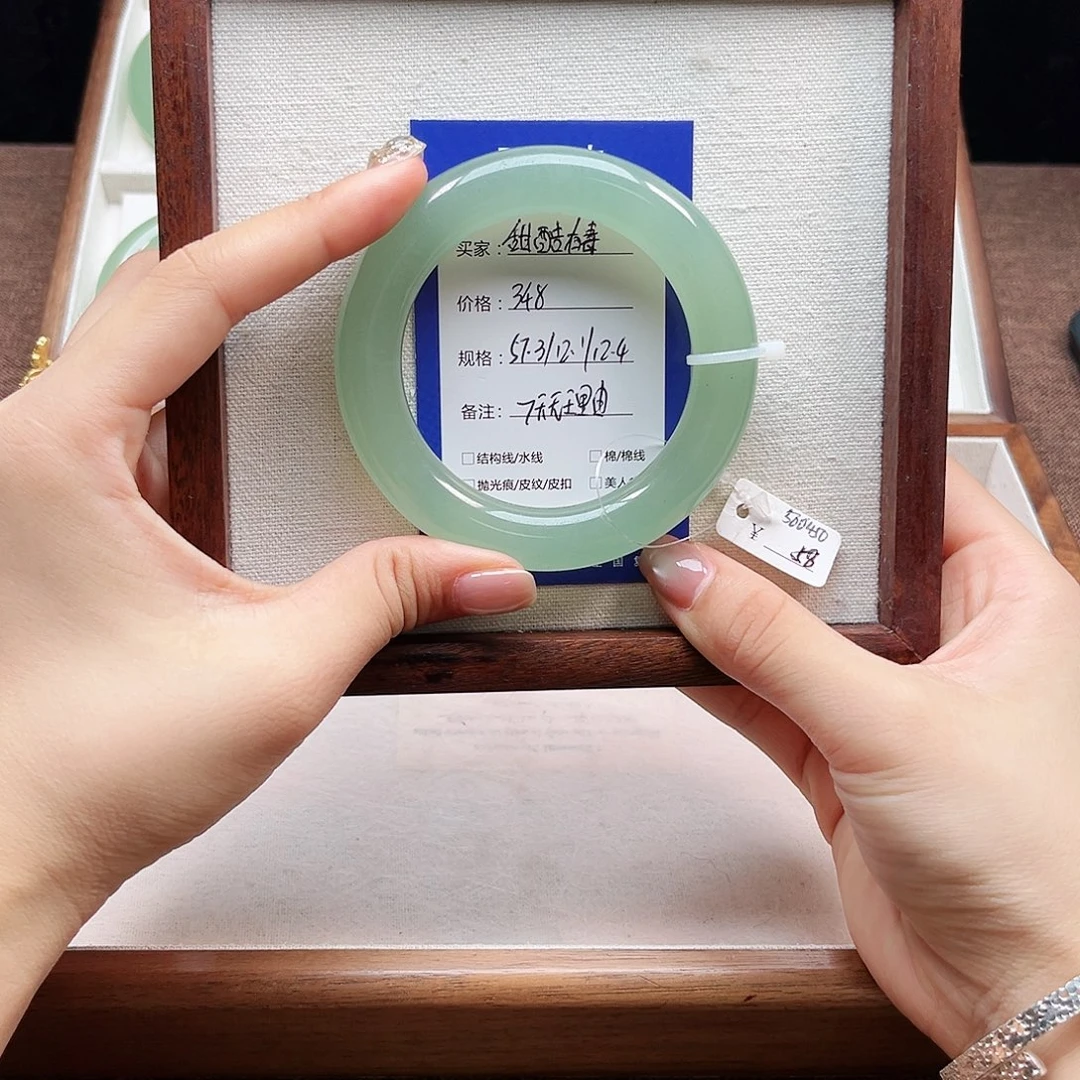 买家：甜酷椿
价格：348
规格：57.3/12.1/12.4
备注：7天无理由
□结构线/水线 □棉/棉线
□抛光痕/皮纹/皮扣 □美人
¥ 58